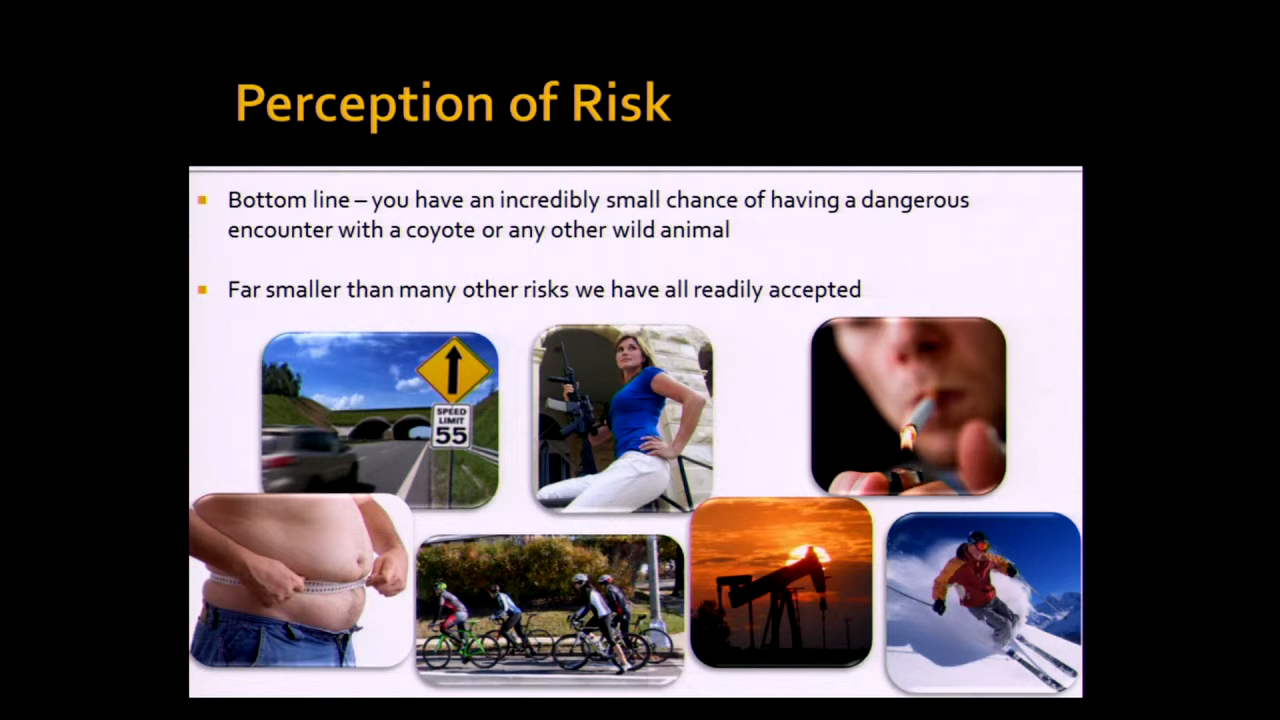 Perception of Risk
Bottom line – you have an incredibly small chance of having a dangerous
encounter with a coyote or any other wild animal
Far smaller than many other risks we have all readily accepted
SPEED
LIMIT
55